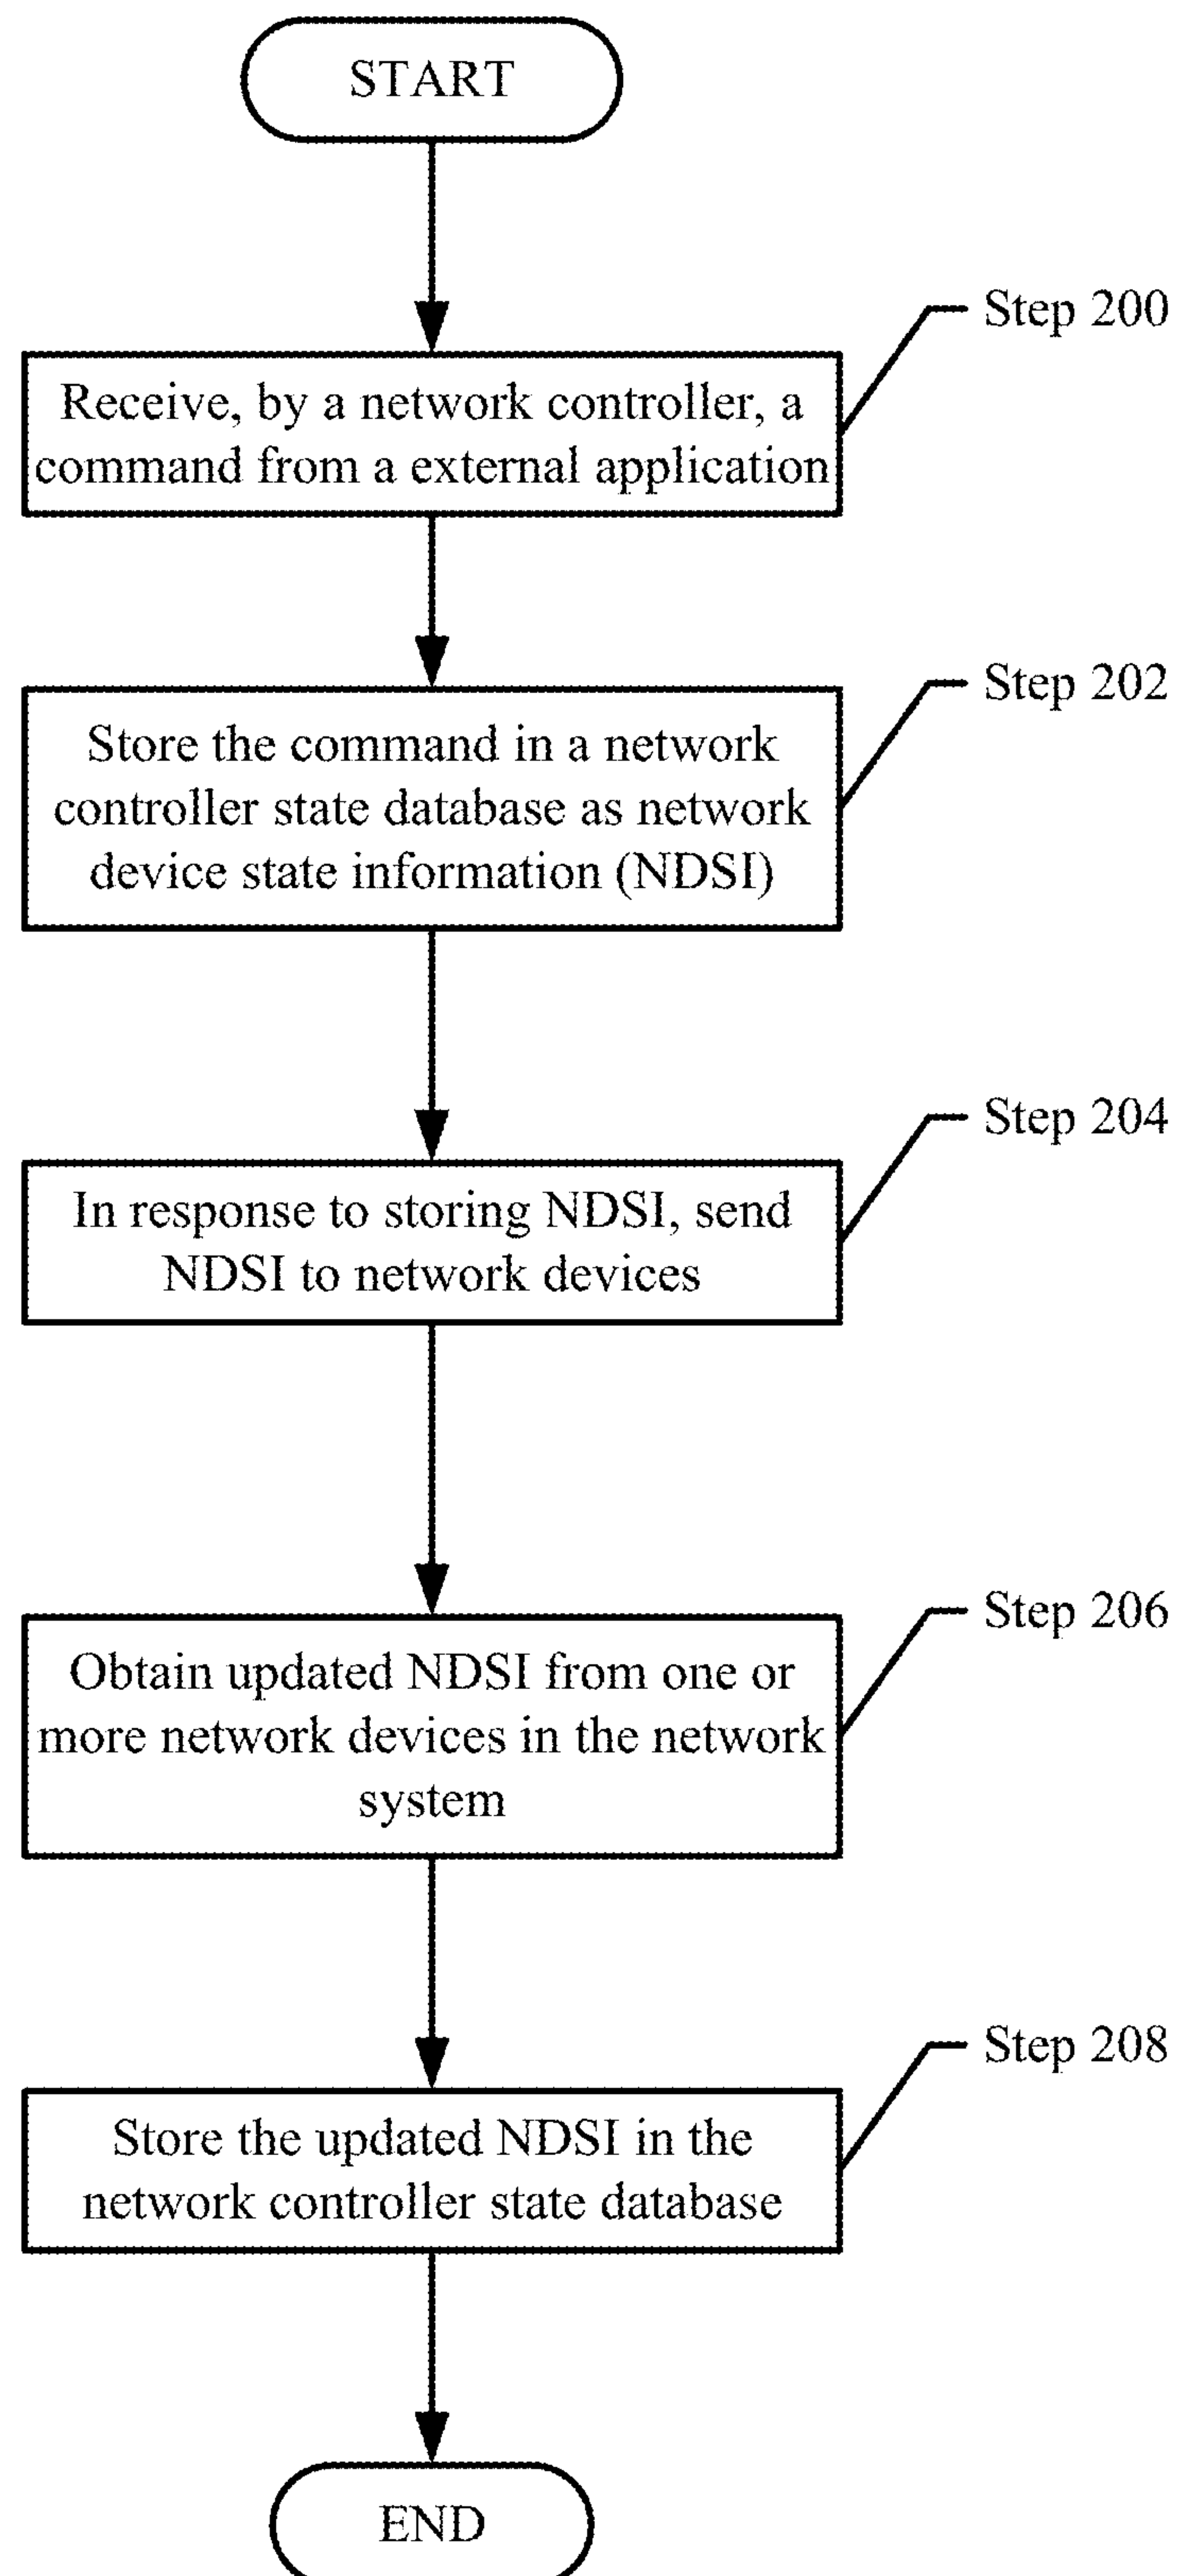 START
Step 200
Receive, by a network controller, a
command from a external application
Step 202
Store the command in a network
controller state database as network
device state information (NDSI)
Step 204
In response to storing NDSI, send
NDSI to network devices
Step 206
Obtain updated NDSI from one or
more network devices in the network
system
Step 208
Store the updated NDSI in the
network controller state database
END